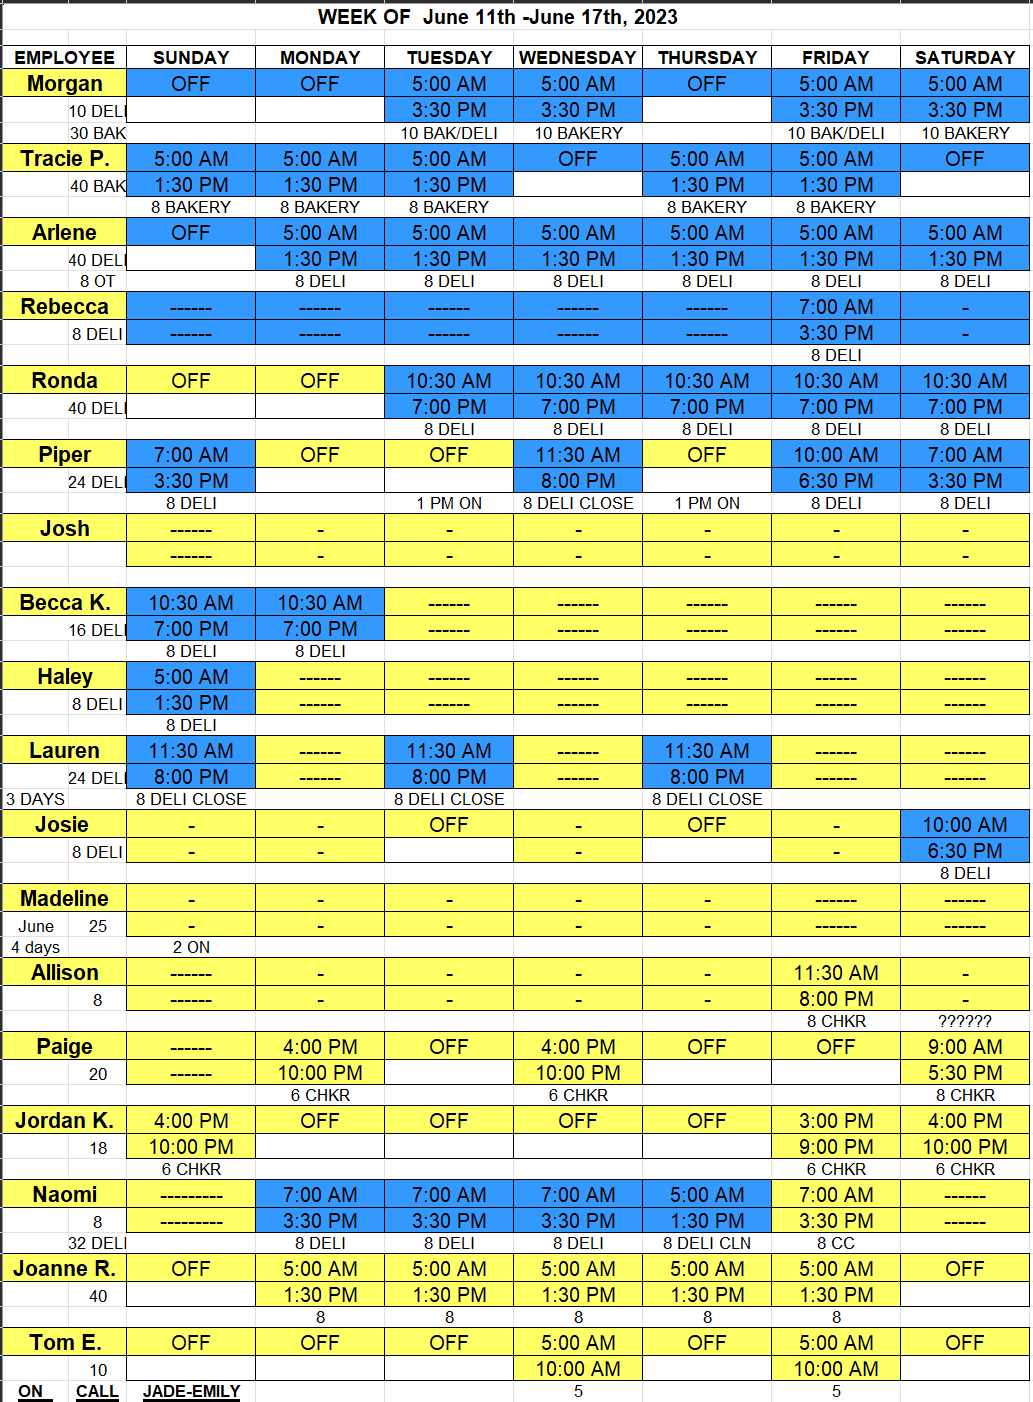 WEEK OF June 11th -June 17th, 2023
EMPLOYEE SUNDAY MONDAY TUESDAY WEDNESDAY THURSDAY FRIDAY SATURDAY
Morgan OFF OFF 5:00 AM 5:00 AM OFF 5:00 AM 5:00 AM
10 DELI 3:30 PM 3:30 PM 3:30 PM 3:30 PM
30 BAK 10 BAK/DELI 10 BAKERY 10 BAK/DELI 10 BAKERY
Tracie P. 5:00 AM 5:00 AM 5:00 AM OFF 5:00 AM 5:00 AM OFF
40 BAK 1:30 PM 1:30 PM 1:30 PM 1:30 PM 1:30 PM
8 BAKERY 8 BAKERY 8 BAKERY 8 BAKERY 8 BAKERY
Arlene OFF 5:00 AM 5:00 AM 5:00 AM 5:00 AM 5:00 AM 5:00 AM
40 DELI 1:30 PM 1:30 PM 1:30 PM 1:30 PM 1:30 PM 1:30 PM
8 OT 8 DELI 8 DELI 8 DELI 8 DELI 8 DELI 8 DELI
Rebecca ------ ------ ------ ------ ------ 7:00 AM -
8 DELI ------ ------ ------ ------ ------ 3:30 PM -
8 DELI
Ronda OFF OFF 10:30 AM 10:30 AM 10:30 AM 10:30 AM 10:30 AM
40 DELI 7:00 PM 7:00 PM 7:00 PM 7:00 PM 7:00 PM
8 DELI 8 DELI 8 DELI 8 DELI 8 DELI
Piper 7:00 AM OFF OFF 11:30 AM OFF 10:00 AM 7:00 AM
24 DELI 3:30 PM 8:00 PM 6:30 PM 3:30 PM
8 DELI 1 PM ON 8 DELI CLOSE 1 PM ON 8 DELI 8 DELI
Josh ------ - - - - - -
------ - - - - - -
Becca K. 10:30 AM 10:30 AM ------ ------ ------ ------ ------
16 DELI 7:00 PM 7:00 PM ------ ------ ------ ------ ------
8 DELI 8 DELI
Haley 5:00 AM ------ ------ ------ ------ ------ ------
8 DELI 1:30 PM ------ ------ ------ ------ ------ ------
8 DELI
Lauren 11:30 AM ------ 11:30 AM ------ 11:30 AM ------ ------
24 DELI 8:00 PM ------ 8:00 PM ------ 8:00 PM ------ ------
3 DAYS 8 DELI CLOSE 8 DELI CLOSE 8 DELI CLOSE
Josie - - OFF - OFF - 10:00 AM
8 DELI - - - - 6:30 PM
8 DELI
Madeline - - - - - ------ ------
June 25 - - - - - ------ ------
4 days 2 ON
Allison ------ - - - - 11:30 AM -
8 ------ - - - - 8:00 PM -
8 CHKR ??????
Paige ------ 4:00 PM OFF 4:00 PM OFF OFF 9:00 AM
20 ------ 10:00 PM 10:00 PM 5:30 PM
6 CHKR 6 CHKR 8 CHKR
Jordan K. 4:00 PM OFF OFF OFF OFF 3:00 PM 4:00 PM
18 10:00 PM 9:00 PM 10:00 PM
6 CHKR 6 CHKR 6 CHKR
Naomi --------- 7:00 AM 7:00 AM 7:00 AM 5:00 AM 7:00 AM ------
8 --------- 3:30 PM 3:30 PM 3:30 PM 1:30 PM 3:30 PM ------
32 DELI 8 DELI 8 DELI 8 DELI 8 DELI CLN 8 CC
Joanne R. OFF 5:00 AM 5:00 AM 5:00 AM 5:00 AM 5:00 AM OFF
40 1:30 PM 1:30 PM 1:30 PM 1:30 PM 1:30 PM
8 8 8 8 8
Tom E. OFF OFF OFF 5:00 AM OFF 5:00 AM OFF
10 10:00 AM 10:00 AM
ON CALL JADE-EMILY 5 5